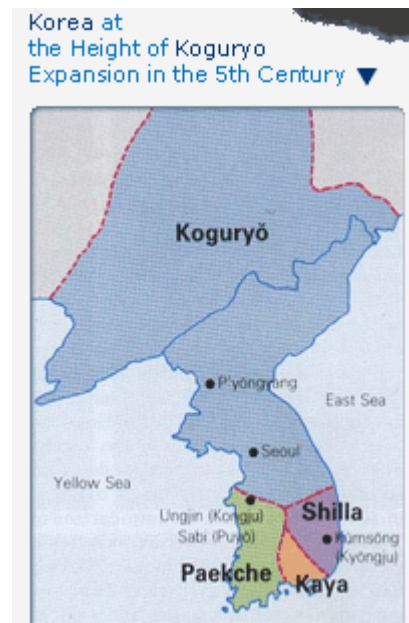 Korea at
the Height of Koguryo
Expansion in the 5th Century ▼
Koguryŏ
P'yŏngyang
East Sea
Seoul
Yellow Sea
Ungjin (Kongju)
Shilla
Sabi (Puyŏ)
Kŭmsŏng
(Kyŏngju)
Paekche
Kaya